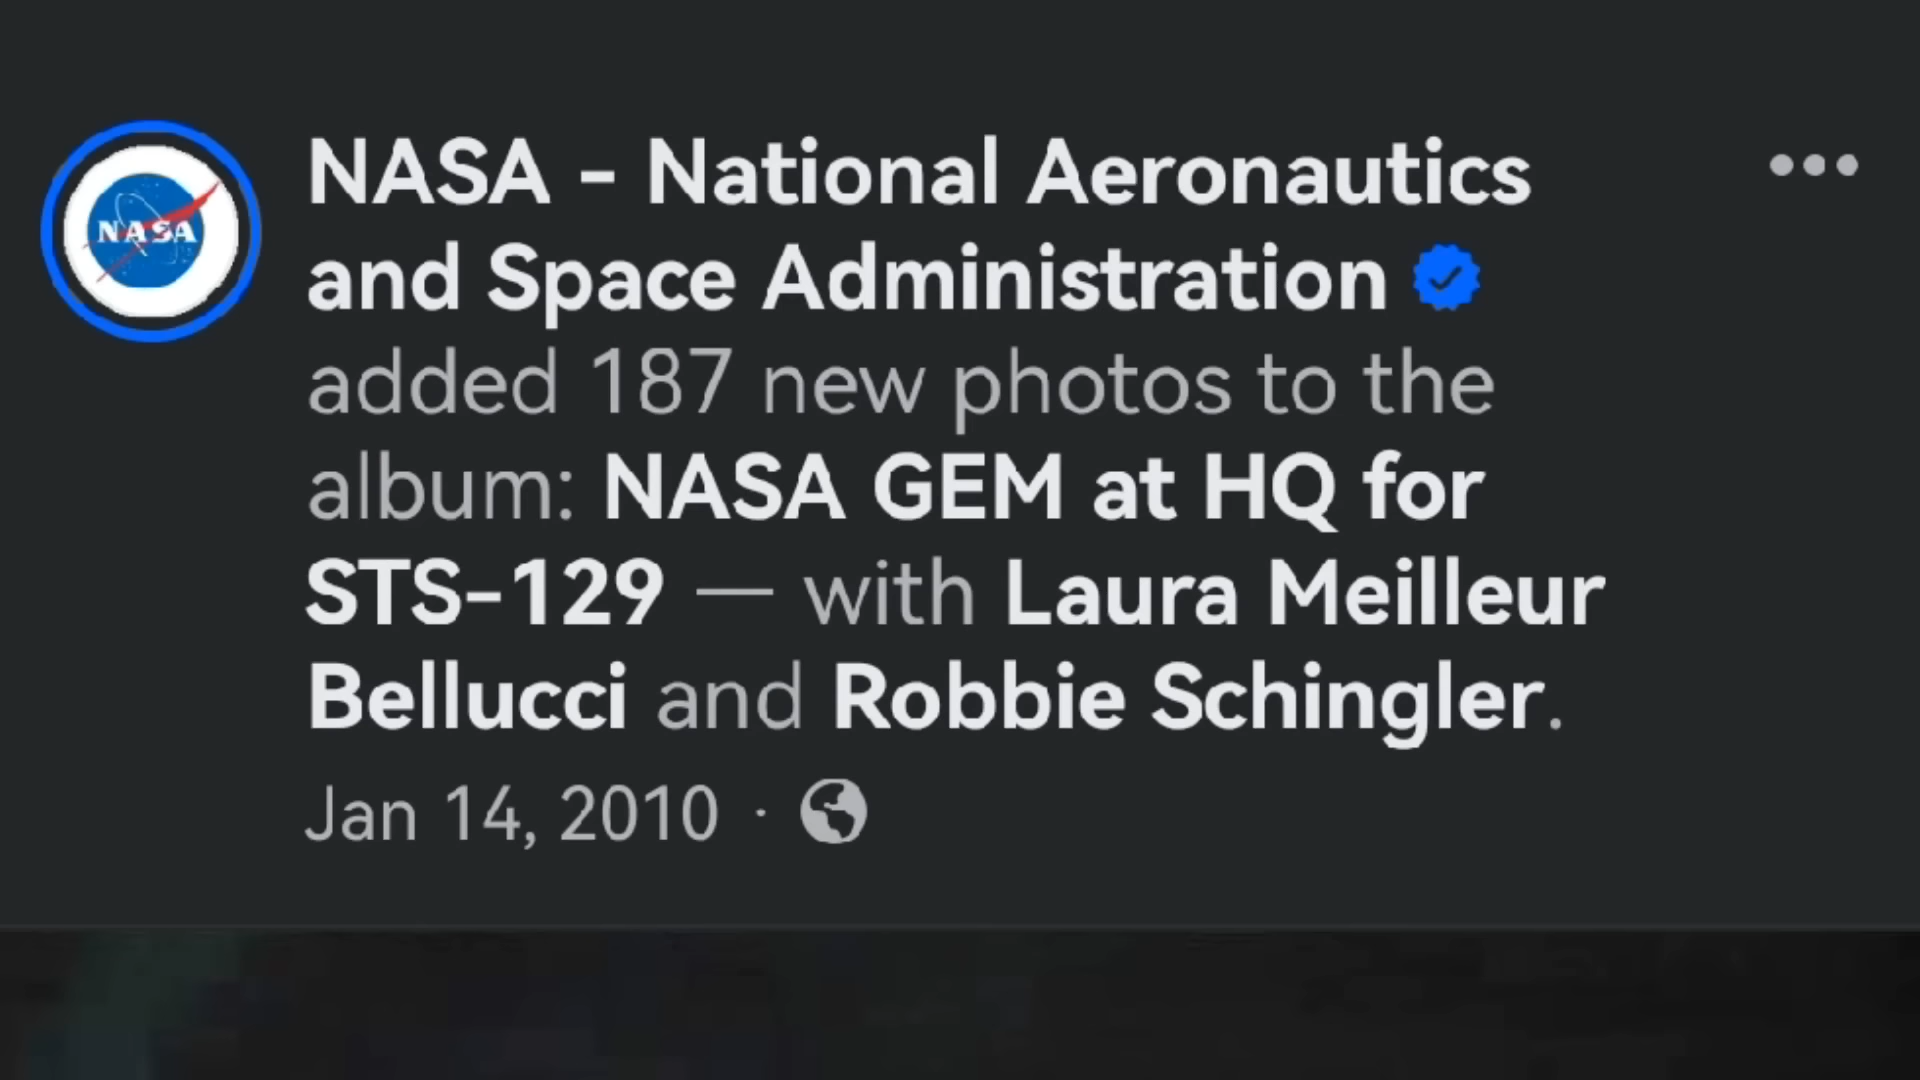 NASA
NASA - National Aeronautics
and Space Administration
added 187 new photos to the
album: NASA GEM at HQ for
STS-129 — with Laura Meilleur
Bellucci and Robbie Schingler.
Jan 14, 2010 ·